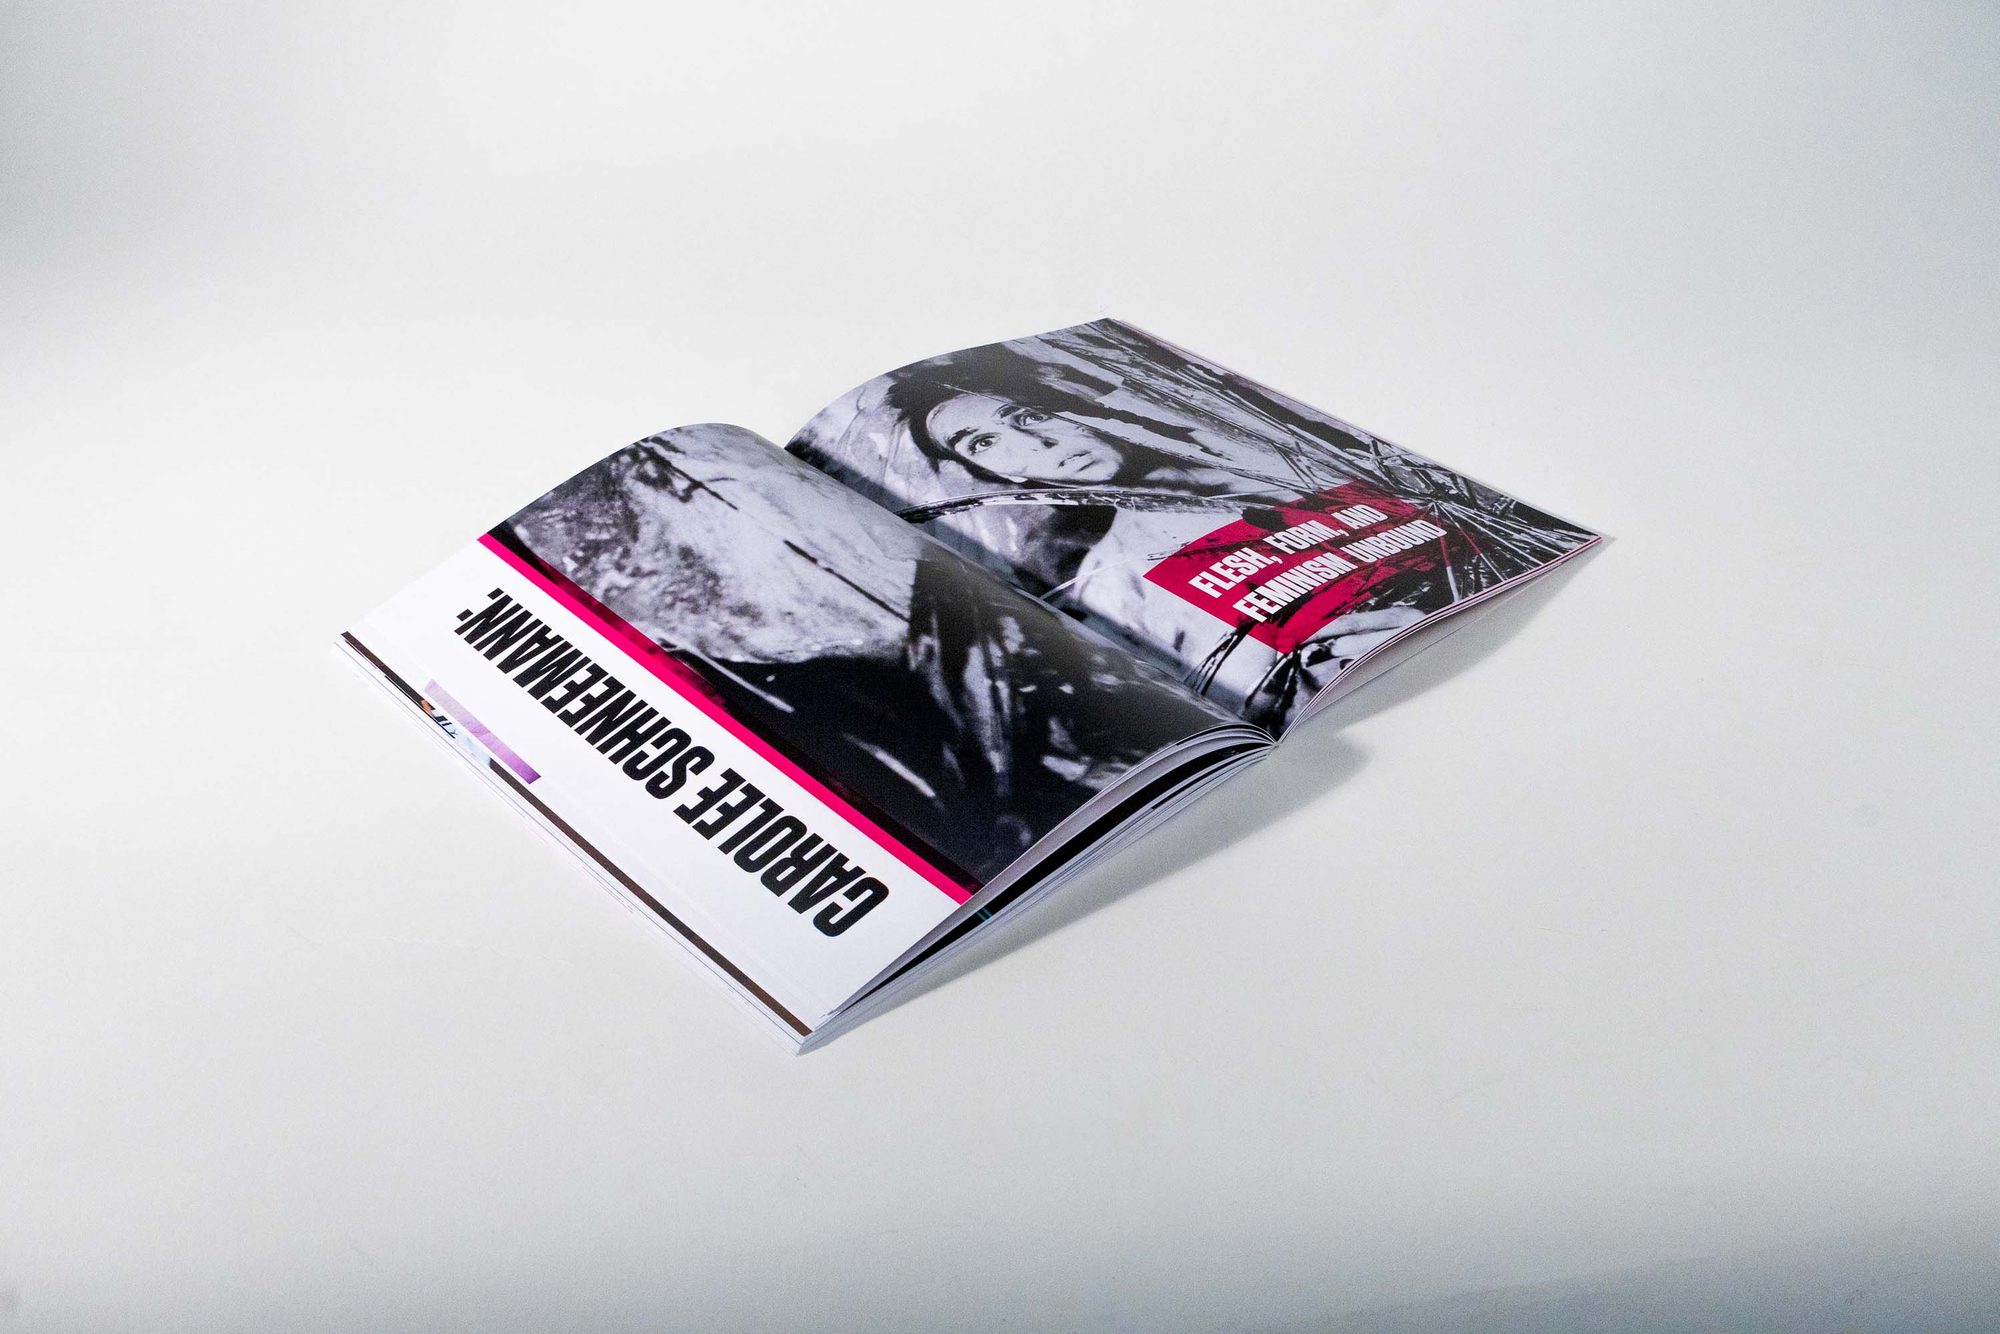 CAROLEE SCHNEEMANN:
FLESH, FORM, AND
FEMINISM UNBOUND